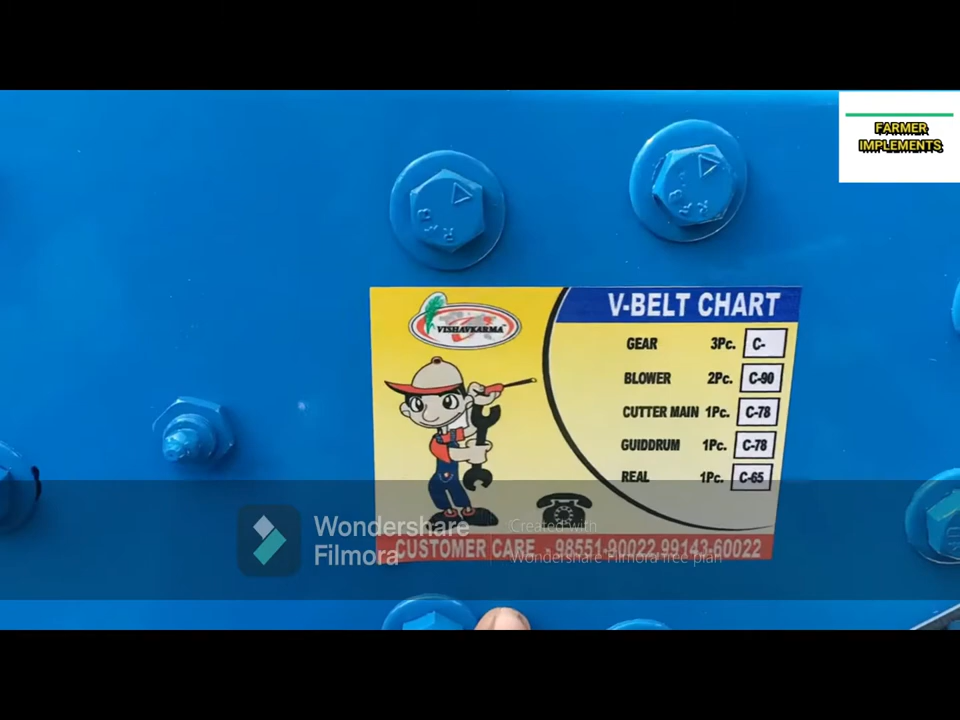 FARMER
IMPLEMENTS
VISHAVKARMA
V-BELT CHART
GEAR 3Pc. C-
BLOWER 2Pc. C-90
CUTTER MAIN 1Pc. C-78
GUIDDRUM 1Pc. C-78
REAL 1Pc. C-65
CUSTOMER CARE : 98551-90022,99143-60022
Wondershare
Filmora
Created with
Wondershare Filmora free plan